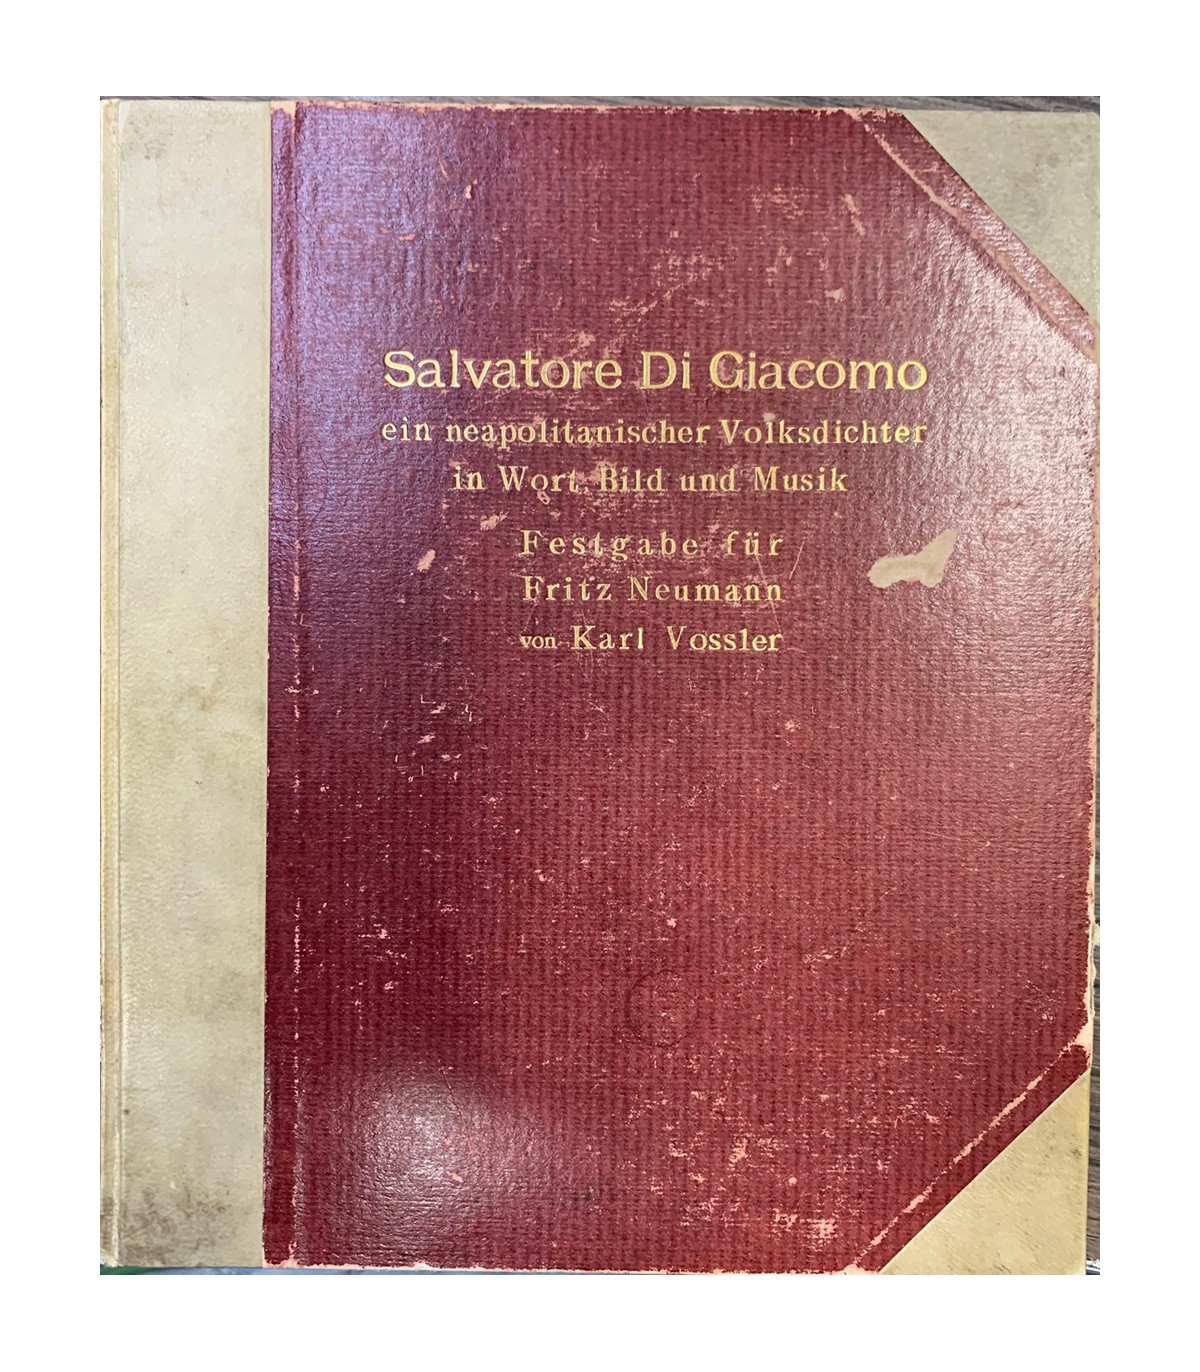 Salvatore Di Giacomo
ein neapolitanischer Volksdichter
in Wort, Bild und Musik
Festgabe für
Fritz Neumann
von Karl Vossler